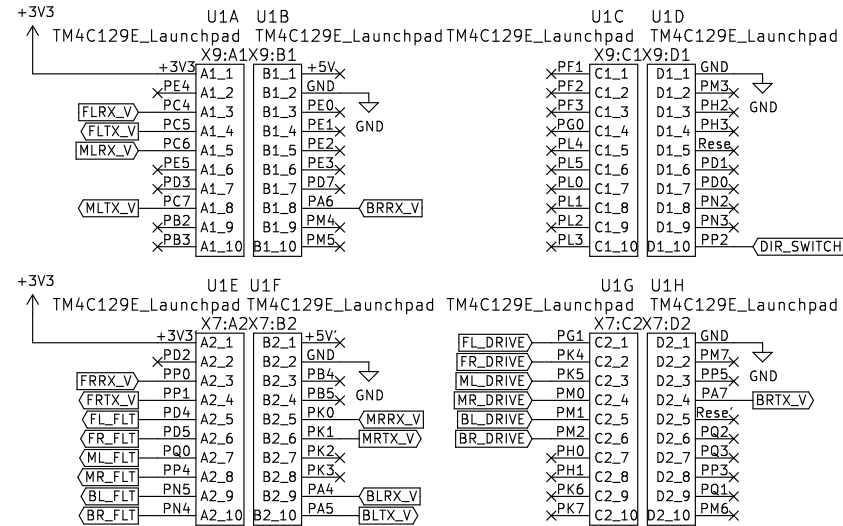 +3V3
U1A U1B U1C U1D
TM4C129E_Launchpad TM4C129E_Launchpad TM4C129E_Launchpad TM4C129E_Launchpad
X9:A1 X9:B1 X9:C1 X9:D1
+3V3 A1_1 B1_1 +5V PF1 C1_1 D1_1 GND
PE4 A1_2 B1_2 GND PF2 C1_2 D1_2 PM3
FLRX_V PC4 A1_3 B1_3 PE0 PF3 C1_3 D1_3 PH2 GND
FLTX_V PC5 A1_4 B1_4 PE1 GND PG0 C1_4 D1_4 PH3
MLRX_V PC6 A1_5 B1_5 PE2 PL4 C1_5 D1_5 Rese
PE5 A1_6 B1_6 PE3 PL5 C1_6 D1_6 PD1
PD3 A1_7 B1_7 PD7 PL0 C1_7 D1_7 PD0
MLTX_V PC7 A1_8 B1_8 PA6 BRRX_V PL1 C1_8 D1_8 PN2
PB2 A1_9 B1_9 PM4 PL2 C1_9 D1_9 PN3
PB3 A1_10 B1_10 PM5 PL3 C1_10 D1_10 PP2 DIR_SWITCH
+3V3
U1E U1F U1G U1H
TM4C129E_Launchpad TM4C129E_Launchpad TM4C129E_Launchpad TM4C129E_Launchpad
X7:A2 X7:B2 X7:C2 X7:D2
+3V3' A2_1 B2_1 +5V' FL_DRIVE PG1 C2_1 D2_1 GND
PD2 A2_2 B2_2 GND FR_DRIVE PK4 C2_2 D2_2 PM7
FRRX_V PP0 A2_3 B2_3 PB4 ML_DRIVE PK5 C2_3 D2_3 PP5 GND
FRTX_V PP1 A2_4 B2_4 PB5 GND MR_DRIVE PM0 C2_4 D2_4 PA7 BRTX_V
FL_FLT PD4 A2_5 B2_5 PK0 MRRX_V BL_DRIVE PM1 C2_5 D2_5 Rese'
FR_FLT PD5 A2_6 B2_6 PK1 MRTX_V BR_DRIVE PM2 C2_6 D2_6 PQ2
ML_FLT PQ0 A2_7 B2_7 PK2 PH0 C2_7 D2_7 PQ3
MR_FLT PP4 A2_8 B2_8 PK3 PH1 C2_8 D2_8 PP3
BL_FLT PN5 A2_9 B2_9 PA4 BLRX_V PK6 C2_9 D2_9 PQ1
BR_FLT PN4 A2_10 B2_10 PA5 BLTX_V PK7 C2_10 D2_10 PM6